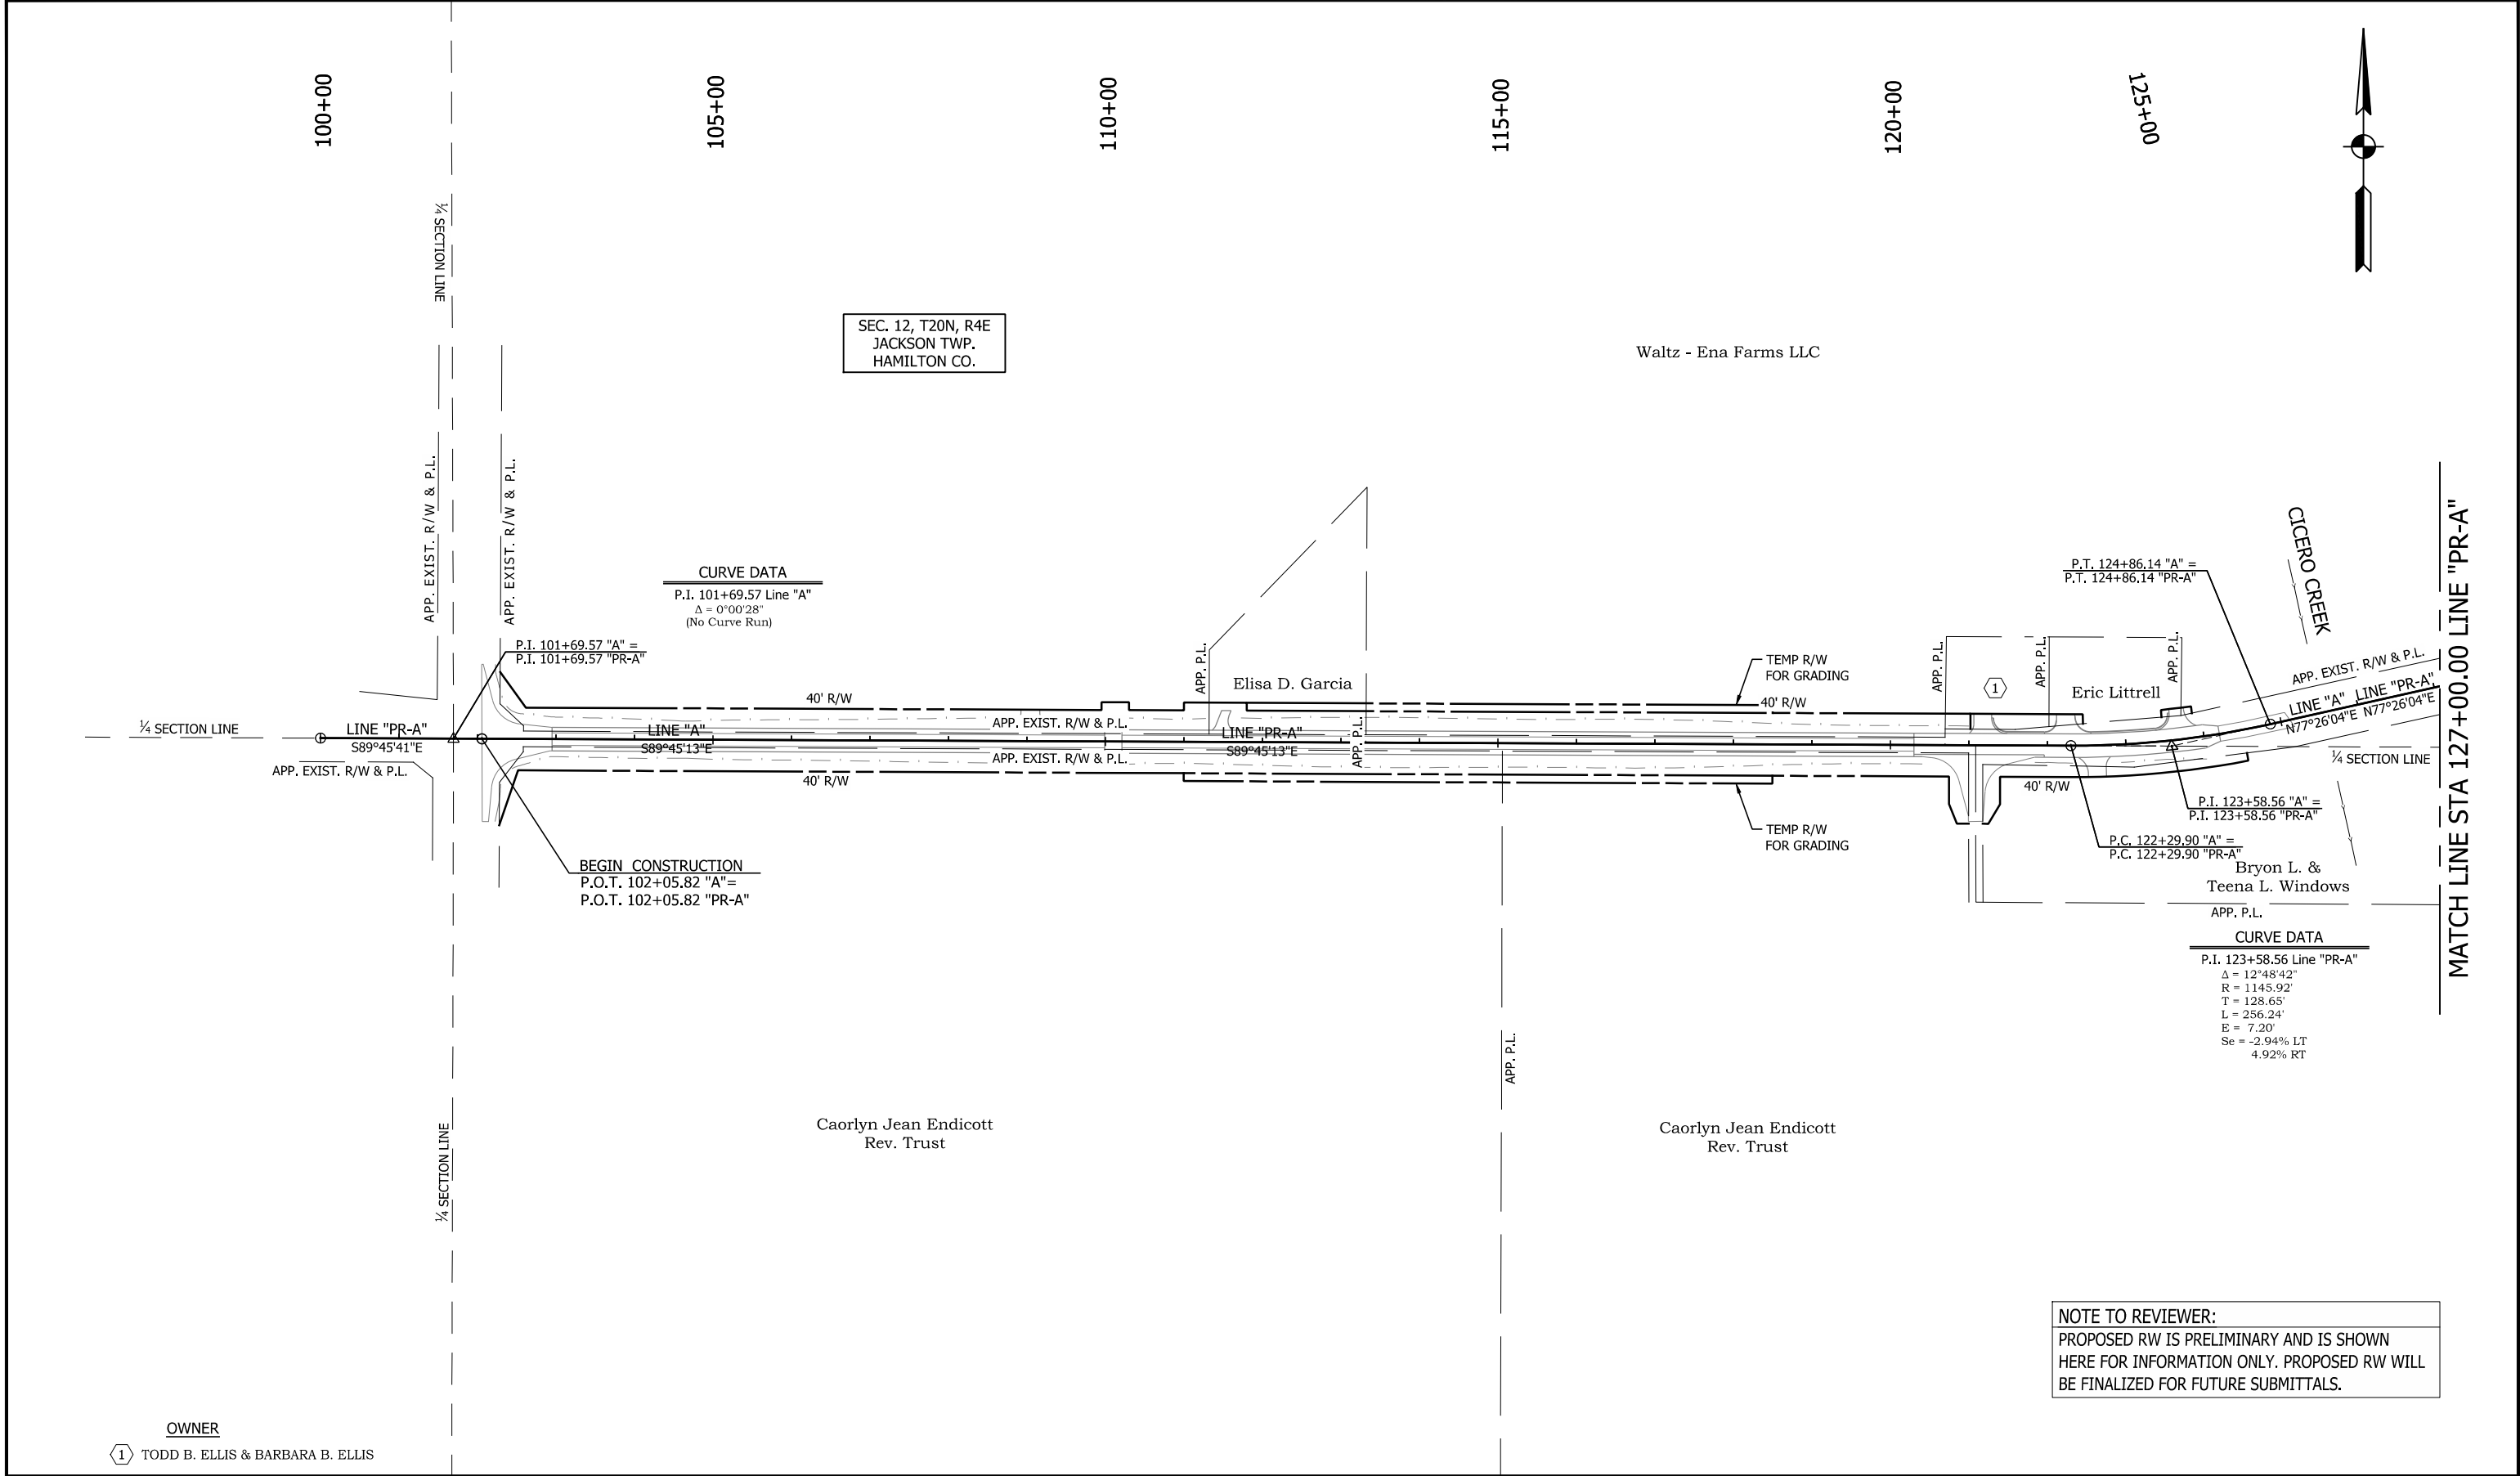 100+00
105+00
110+00
115+00
120+00
125+00
¼ SECTION LINE
SEC. 12, T20N, R4E
JACKSON TWP.
HAMILTON CO.
Waltz - Ena Farms LLC
APP. EXIST. R/W & P.L.
APP. EXIST. R/W & P.L.
CURVE DATA
P.I. 101+69.57 Line "A"
Δ = 0°00'28"
(No Curve Run)
P.I. 101+69.57 "A" =
P.I. 101+69.57 "PR-A"
P.T. 124+86.14 "A" =
P.T. 124+86.14 "PR-A"
CICERO CREEK
MATCH LINE STA 127+00.00 LINE "PR-A"
APP. P.L.
Elisa D. Garcia
APP. P.L.
TEMP R/W
FOR GRADING
40' R/W
40' R/W
APP. P.L.
1
APP. P.L.
Eric Littrell
APP. P.L.
APP. EXIST. R/W & P.L.
LINE "A"
LINE "PR-A"
N77°26'04"E
N77°26'04"E
¼ SECTION LINE
LINE "PR-A"
S89°45'41"E
APP. EXIST. R/W & P.L.
LINE "A"
S89°45'13"E
APP. EXIST. R/W & P.L.
APP. EXIST. R/W & P.L.
LINE "PR-A"
S89°45'13"E
¼ SECTION LINE
40' R/W
40' R/W
BEGIN CONSTRUCTION
P.O.T. 102+05.82 "A"=
P.O.T. 102+05.82 "PR-A"
TEMP R/W
FOR GRADING
P.I. 123+58.56 "A" =
P.I. 123+58.56 "PR-A"
P.C. 122+29.90 "A" =
P.C. 122+29.90 "PR-A"
Bryon L. &
Teena L. Windows
APP. P.L.
CURVE DATA
P.I. 123+58.56 Line "PR-A"
Δ = 12°48'42"
R = 1145.92'
T = 128.65'
L = 256.24'
E = 7.20'
Se = -2.94% LT
4.92% RT
APP. P.L.
¼ SECTION LINE
Caorlyn Jean Endicott
Rev. Trust
Caorlyn Jean Endicott
Rev. Trust
NOTE TO REVIEWER:
PROPOSED RW IS PRELIMINARY AND IS SHOWN
HERE FOR INFORMATION ONLY. PROPOSED RW WILL
BE FINALIZED FOR FUTURE SUBMITTALS.
OWNER
1 TODD B. ELLIS & BARBARA B. ELLIS